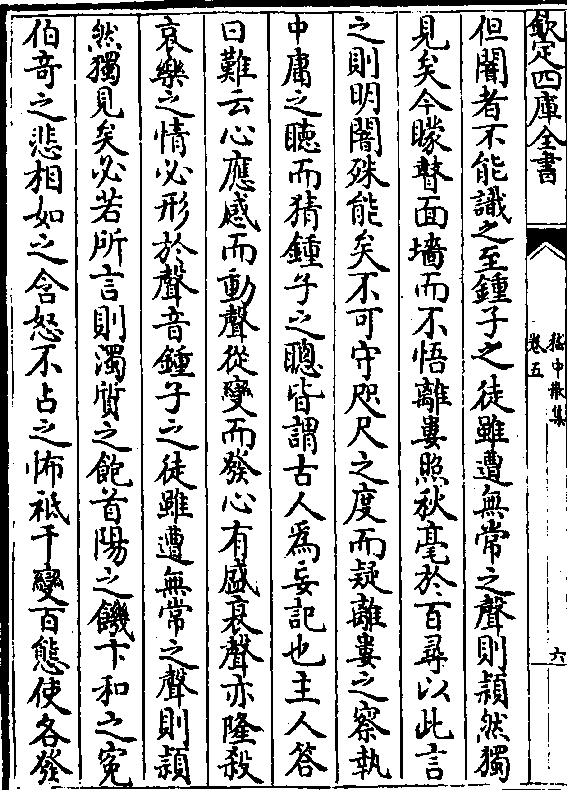 欽定四庫全書
嵇中散集
卷五
六
但闇者不能識之至鍾子之徒雖遭無常之聲則頴然獨
見矣今矇瞽面墻而不悟離婁照秋毫於百尋以此言
之則明闇殊能矣不可守咫尺之度而疑離婁之察執
中庸之聴而猜鍾子之聰皆謂古人為妄記也主人答
曰難云心應感而動聲從變而發心有盛衰聲亦隆殺
哀樂之情必形於聲音鍾子之徒雖遭無常之聲則頴
然獨見矣必若所言則濁質之飽首陽之饑卞和之寃
伯奇之悲相如之含怒不占之怖祗千變百態使各發